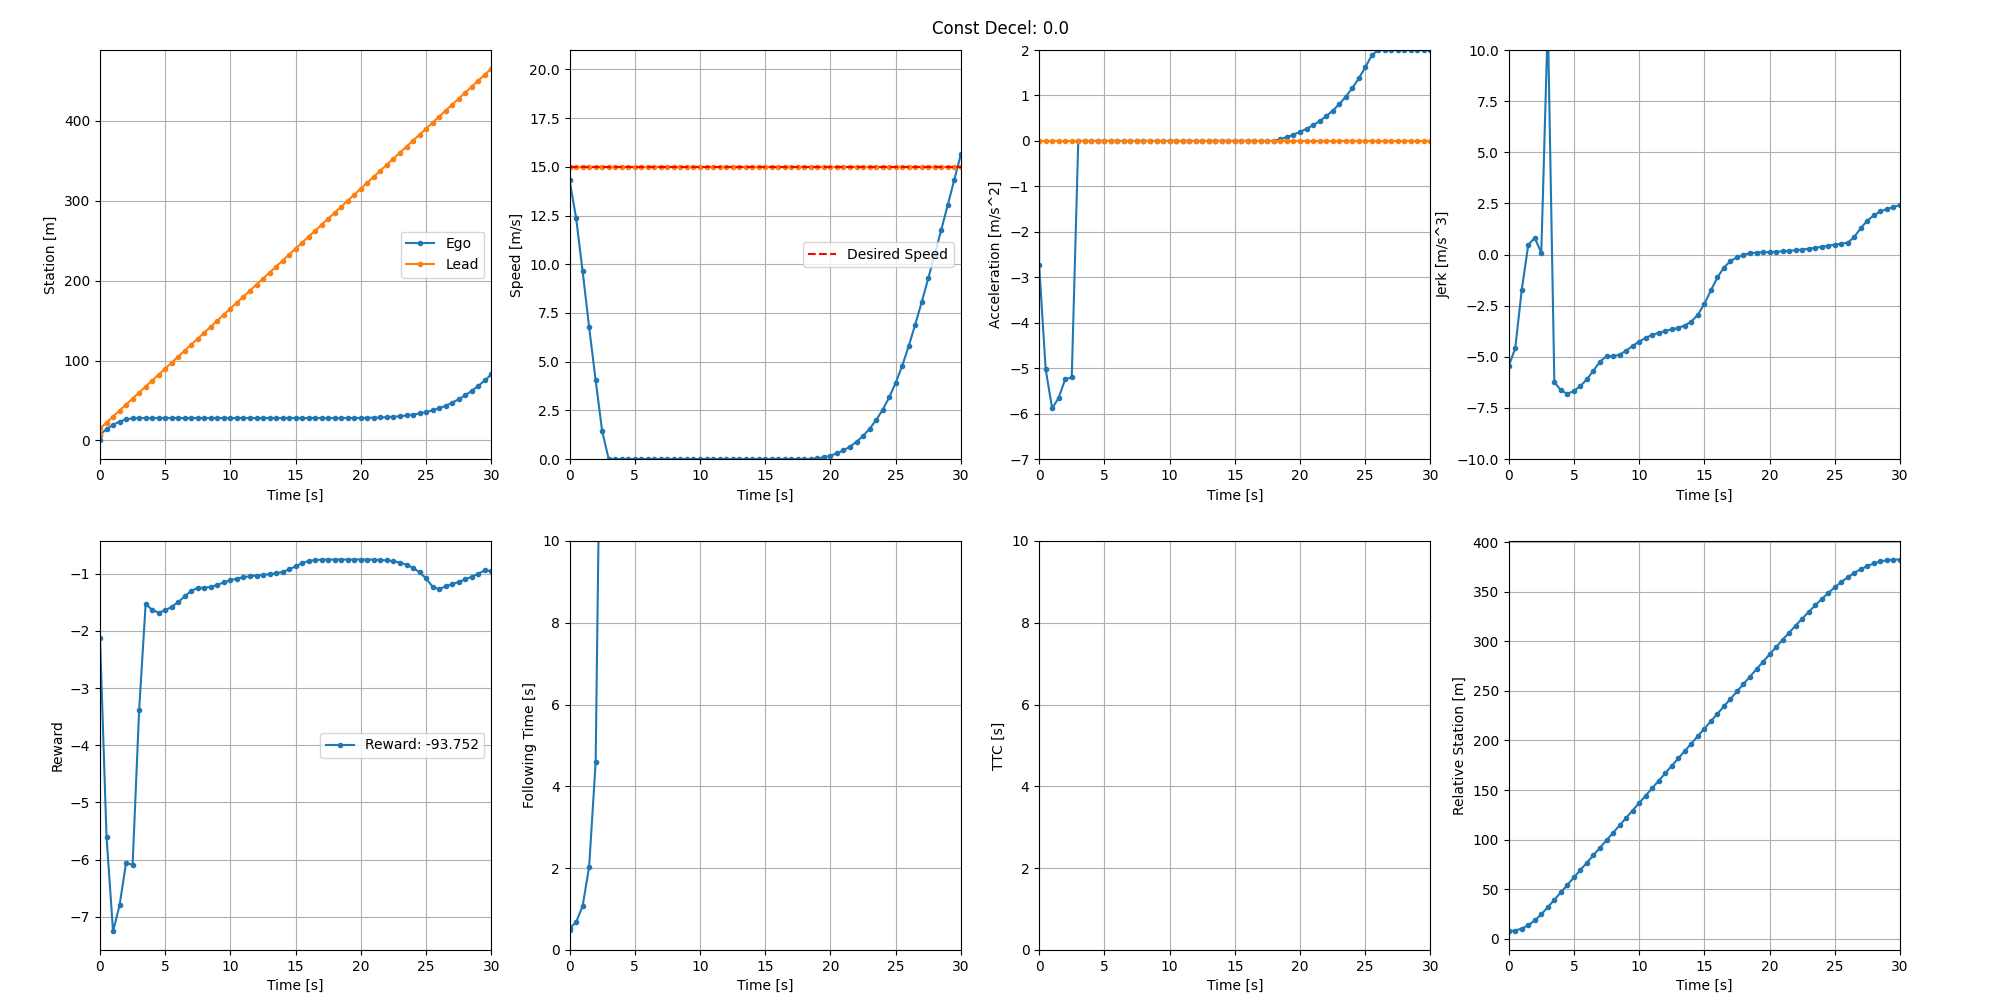 Const Decel: 0.0
Station [m]
400
300
200
100
0
0 5 10 15 20 25 30
Time [s]
Ego
Lead
Speed [m/s]
20.0
17.5
15.0
12.5
10.0
7.5
5.0
2.5
0.0
0 5 10 15 20 25 30
Time [s]
Desired Speed
Acceleration [m/s^2]
2
1
0
−1
−2
−3
−4
−5
−6
−7
0 5 10 15 20 25 30
Time [s]
Jerk [m/s^3]
10.0
7.5
5.0
2.5
0.0
−2.5
−5.0
−7.5
−10.0
0 5 10 15 20 25 30
Time [s]
Reward
−1
−2
−3
−4
−5
−6
−7
0 5 10 15 20 25 30
Time [s]
Reward: -93.752
Following Time [s]
10
8
6
4
2
0
0 5 10 15 20 25 30
Time [s]
TTC [s]
10
8
6
4
2
0
0 5 10 15 20 25 30
Time [s]
Relative Station [m]
400
350
300
250
200
150
100
50
0
0 5 10 15 20 25 30
Time [s]